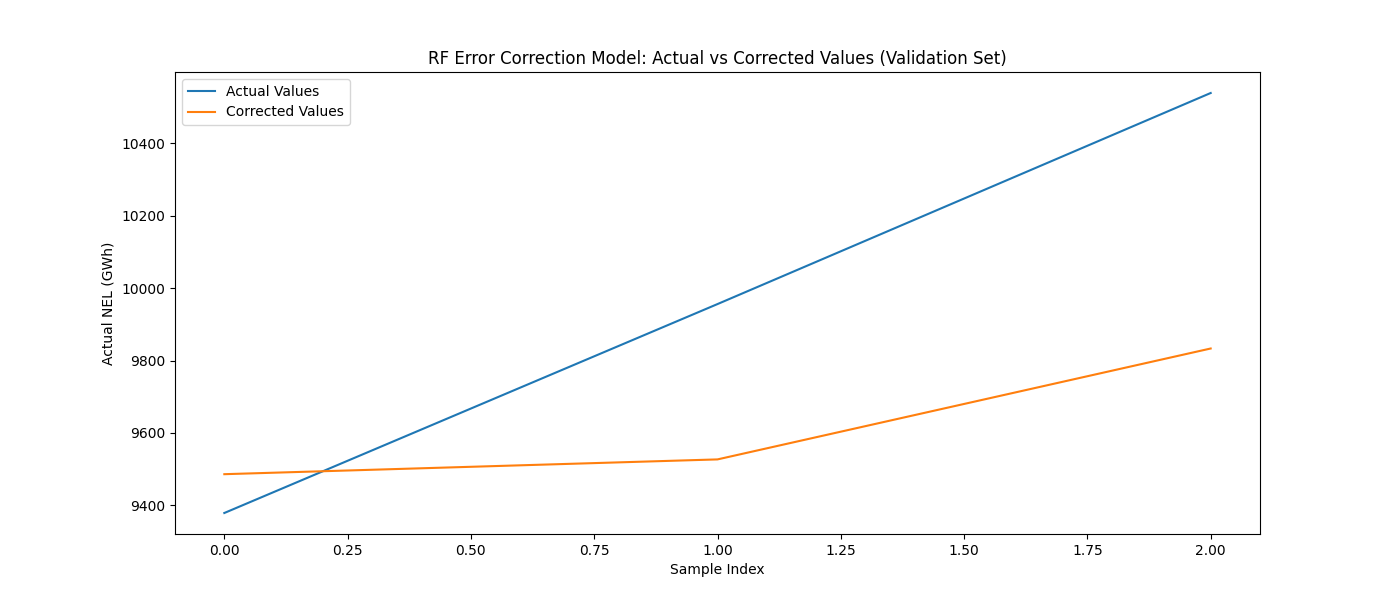 RF Error Correction Model: Actual vs Corrected Values (Validation Set)
Actual Values
Corrected Values
Actual NEL (GWh)
10400
10200
10000
9800
9600
9400
0.00 0.25 0.50 0.75 1.00 1.25 1.50 1.75 2.00
Sample Index